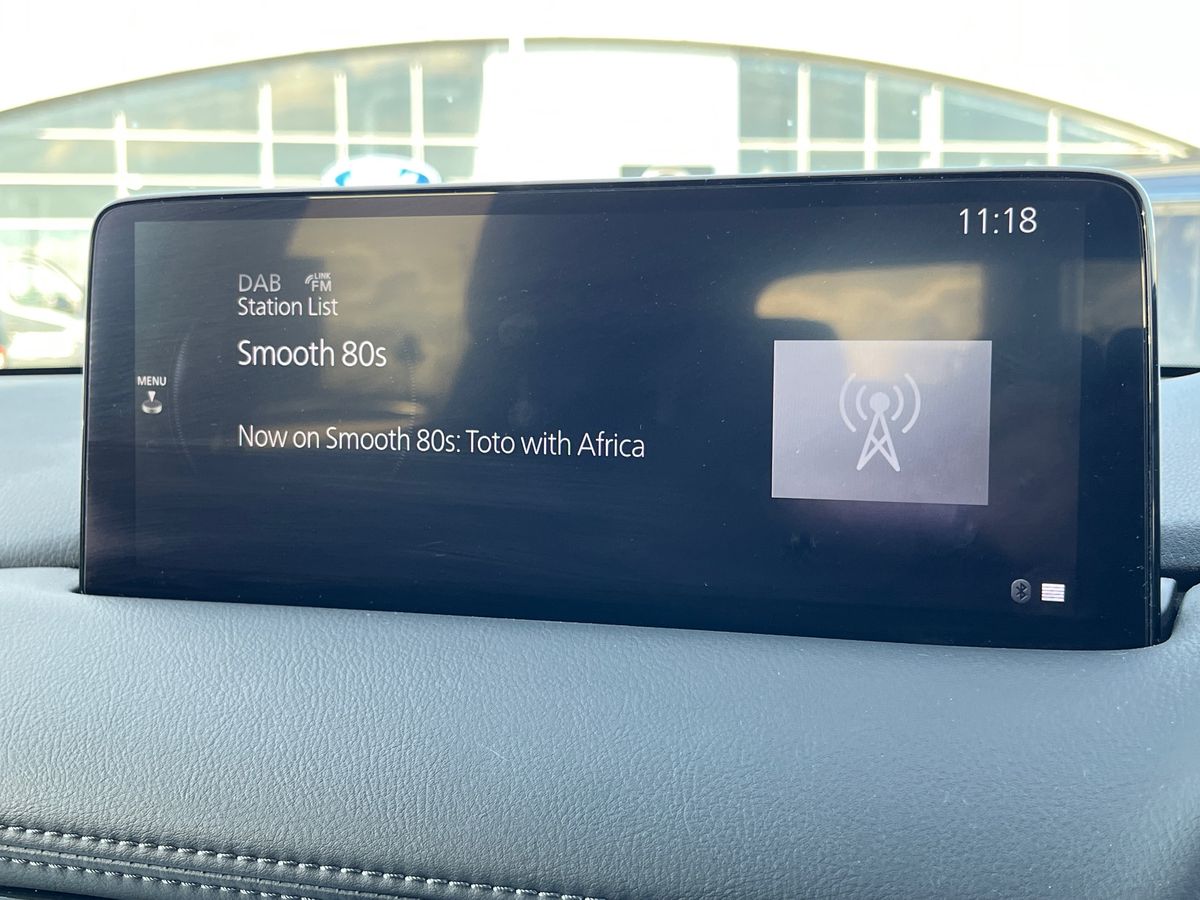 11:18
DAB LINK FM
Station List
Smooth 80s
MENU
Now on Smooth 80s: Toto with Africa